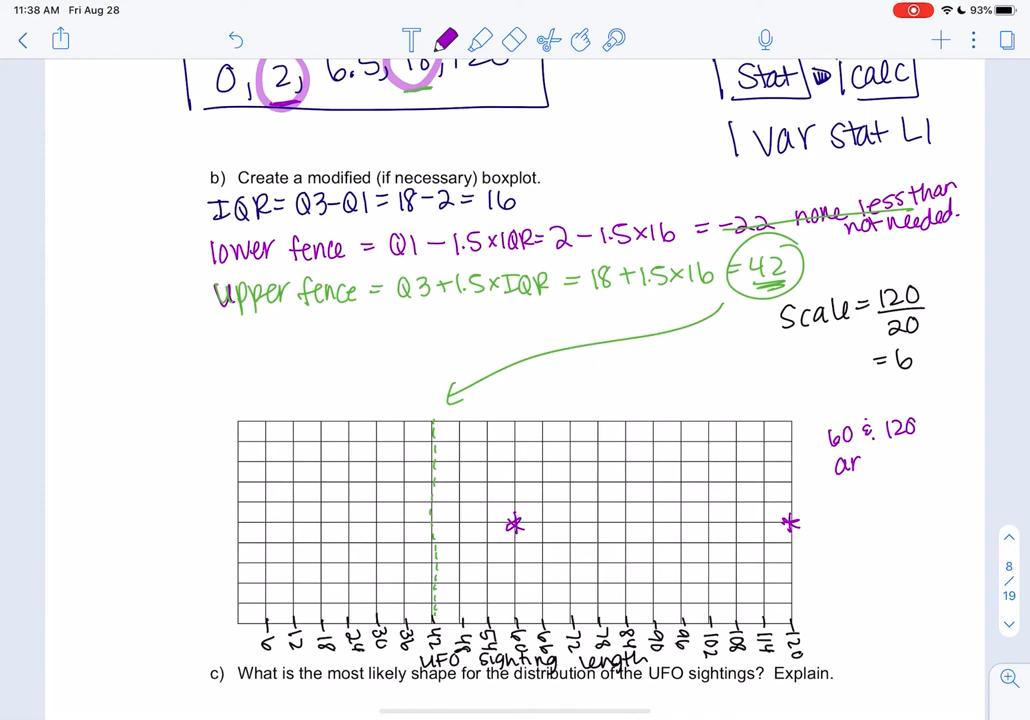 11:38 AM Fri Aug 28
93%
T
0, 2, 6.5, 18, 120
Stat calc
1 var stat L1
b) Create a modified (if necessary) boxplot.
IQR = Q3-Q1 = 18-2 = 16
lower fence = Q1 - 1.5×IQR = 2 - 1.5×16 = -22 none less than
not needed.
upper fence = Q3+1.5×IQR = 18+1.5×16 = 42
Scale = 120
20
= 6
60 & 120
ar
6 12 18 24 30 36 42 48 54 60 66 72 78 84 90 96 102 108 114 120
UFO sighting length
c) What is the most likely shape for the distribution of the UFO sightings? Explain.
8
/
19